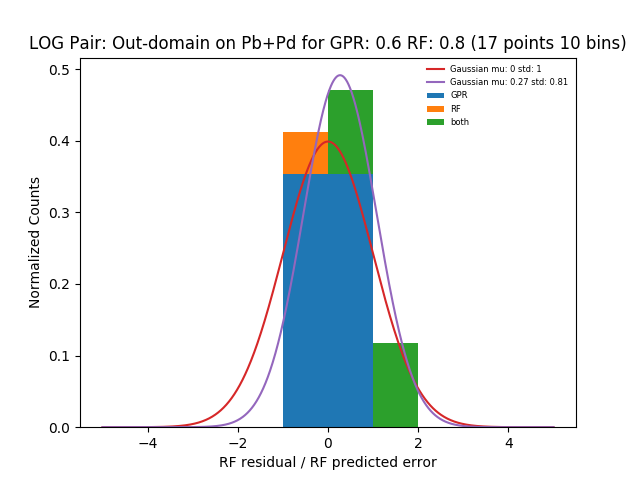 LOG Pair: Out-domain on Pb+Pd for GPR: 0.6 RF: 0.8 (17 points 10 bins)
Gaussian mu: 0 std: 1
Gaussian mu: 0.27 std: 0.81
GPR
RF
both
Normalized Counts
0.5
0.4
0.3
0.2
0.1
0.0
−4
−2
0
2
4
RF residual / RF predicted error